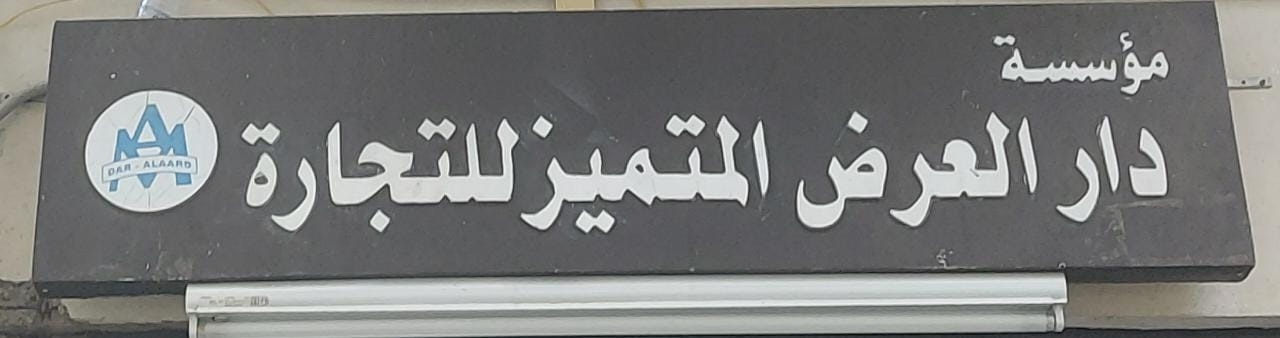 مؤسسة
دار العرض المتميز للتجارة
DAR - ALAARD